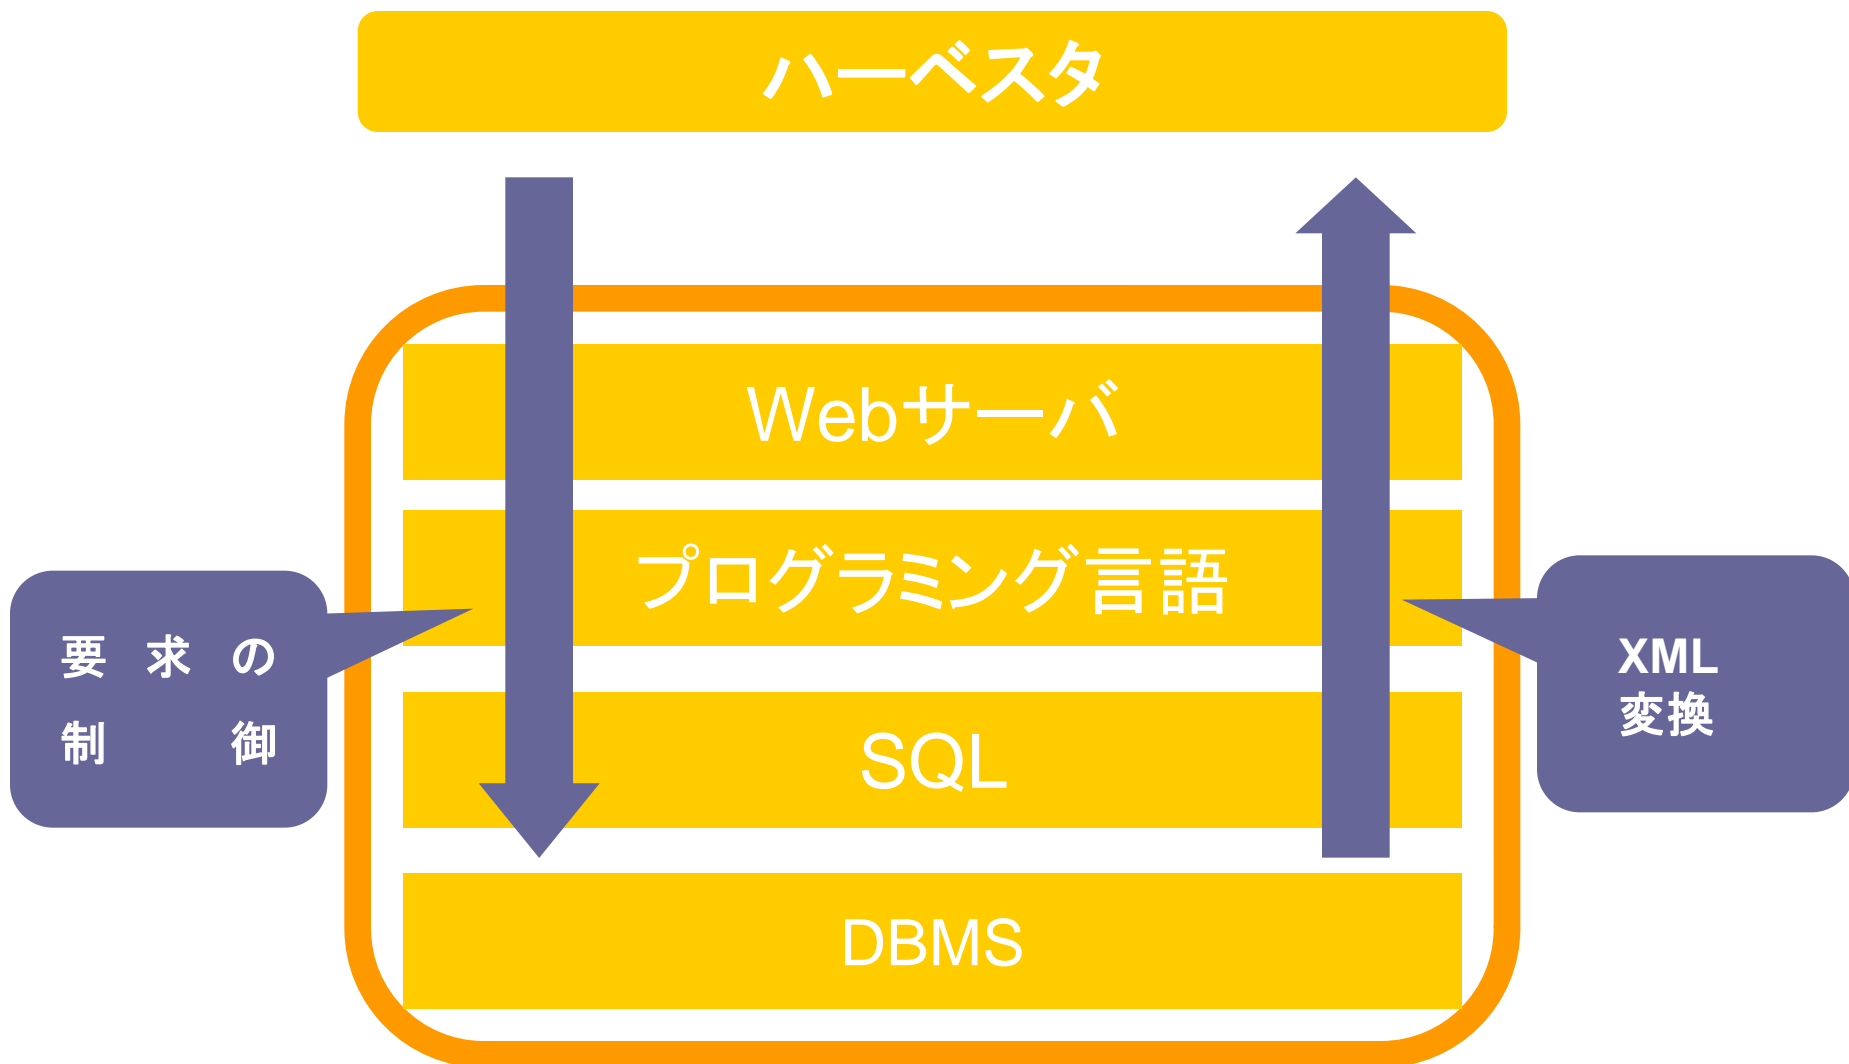 ハーベスタ
Webサーバ
プログラミング言語
要求の
制御
XML
変換
SQL
DBMS